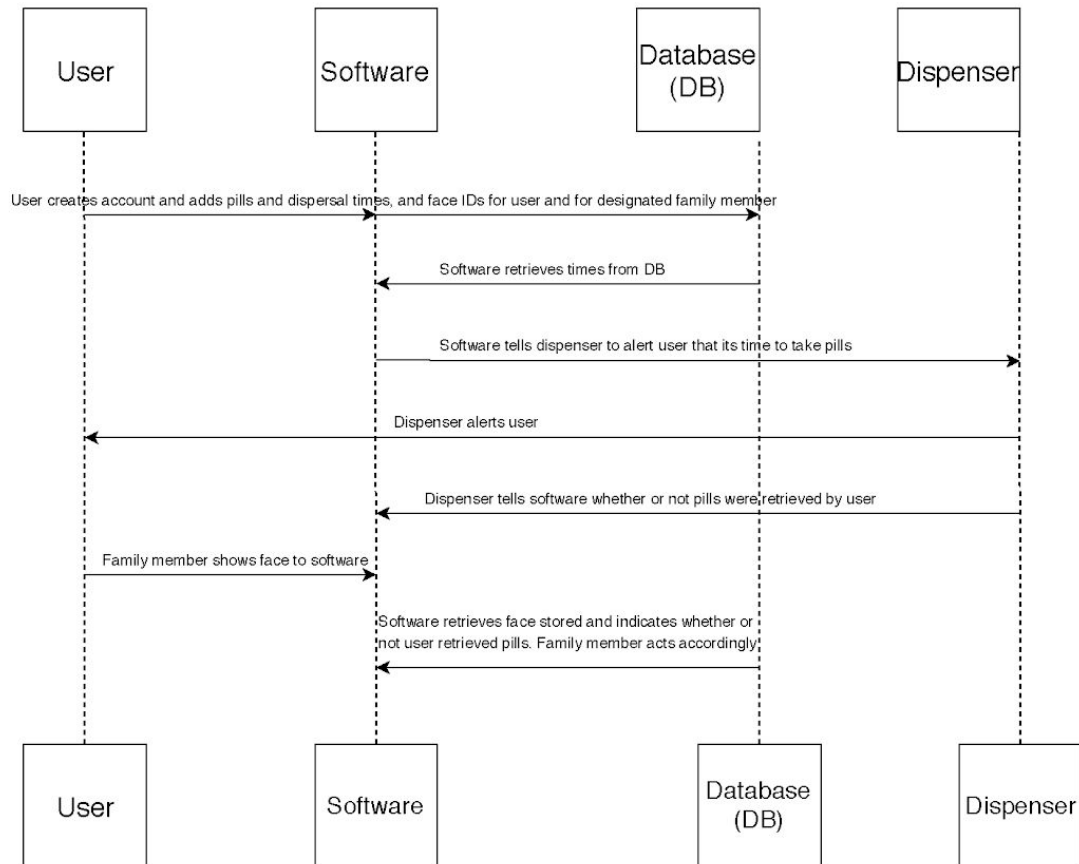 User
Software
Database
(DB)
Dispenser
User creates account and adds pills and dispersal times, and face IDs for user and for designated family member
Software retrieves times from DB
Software tells dispenser to alert user that its time to take pills
Dispenser alerts user
Dispenser tells software whether or not pills were retrieved by user
Family member shows face to software
Software retrieves face stored and indicates whether or
not user retrieved pills. Family member acts accordingly
User
Software
Database
(DB)
Dispenser